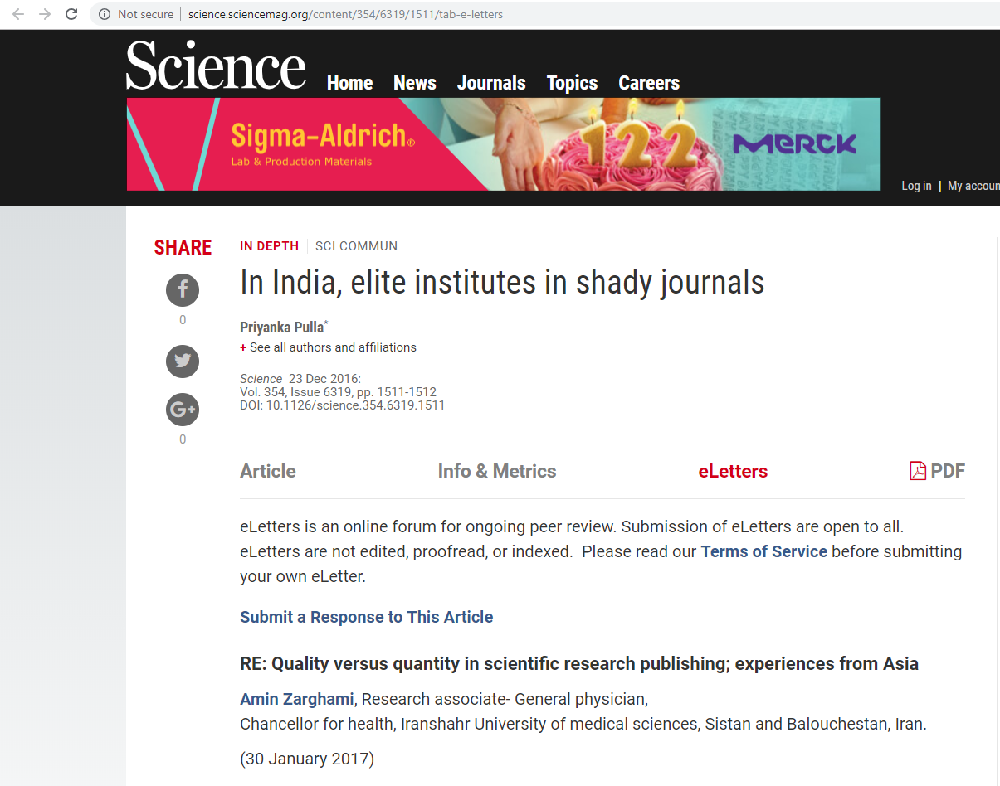 Not secure | science.sciencemag.org/content/354/6319/1511/tab-e-letters
Science
Home News Journals Topics Careers
Sigma-Aldrich®
Lab & Production Materials
122
MERCK
Log in | My accoun
SHARE
0
0
IN DEPTH | SCI COMMUN
In India, elite institutes in shady journals
Priyanka Pulla*
+ See all authors and affiliations
Science 23 Dec 2016:
Vol. 354, Issue 6319, pp. 1511-1512
DOI: 10.1126/science.354.6319.1511
Article Info & Metrics eLetters PDF
eLetters is an online forum for ongoing peer review. Submission of eLetters are open to all.
eLetters are not edited, proofread, or indexed. Please read our Terms of Service before submitting
your own eLetter.
Submit a Response to This Article
RE: Quality versus quantity in scientific research publishing; experiences from Asia
Amin Zarghami, Research associate- General physician,
Chancellor for health, Iranshahr University of medical sciences, Sistan and Balouchestan, Iran.
(30 January 2017)